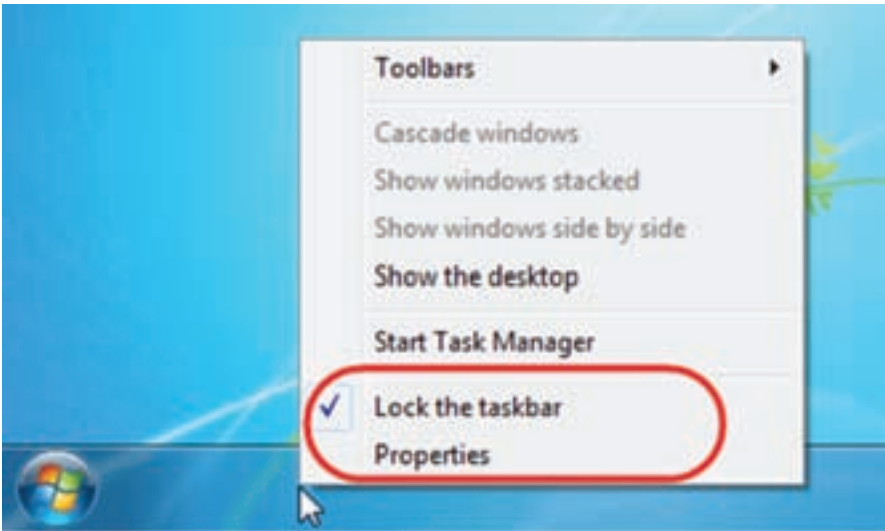 Toolbars
Cascade windows
Show windows stacked
Show windows side by side
Show the desktop
Start Task Manager
Lock the taskbar
Properties